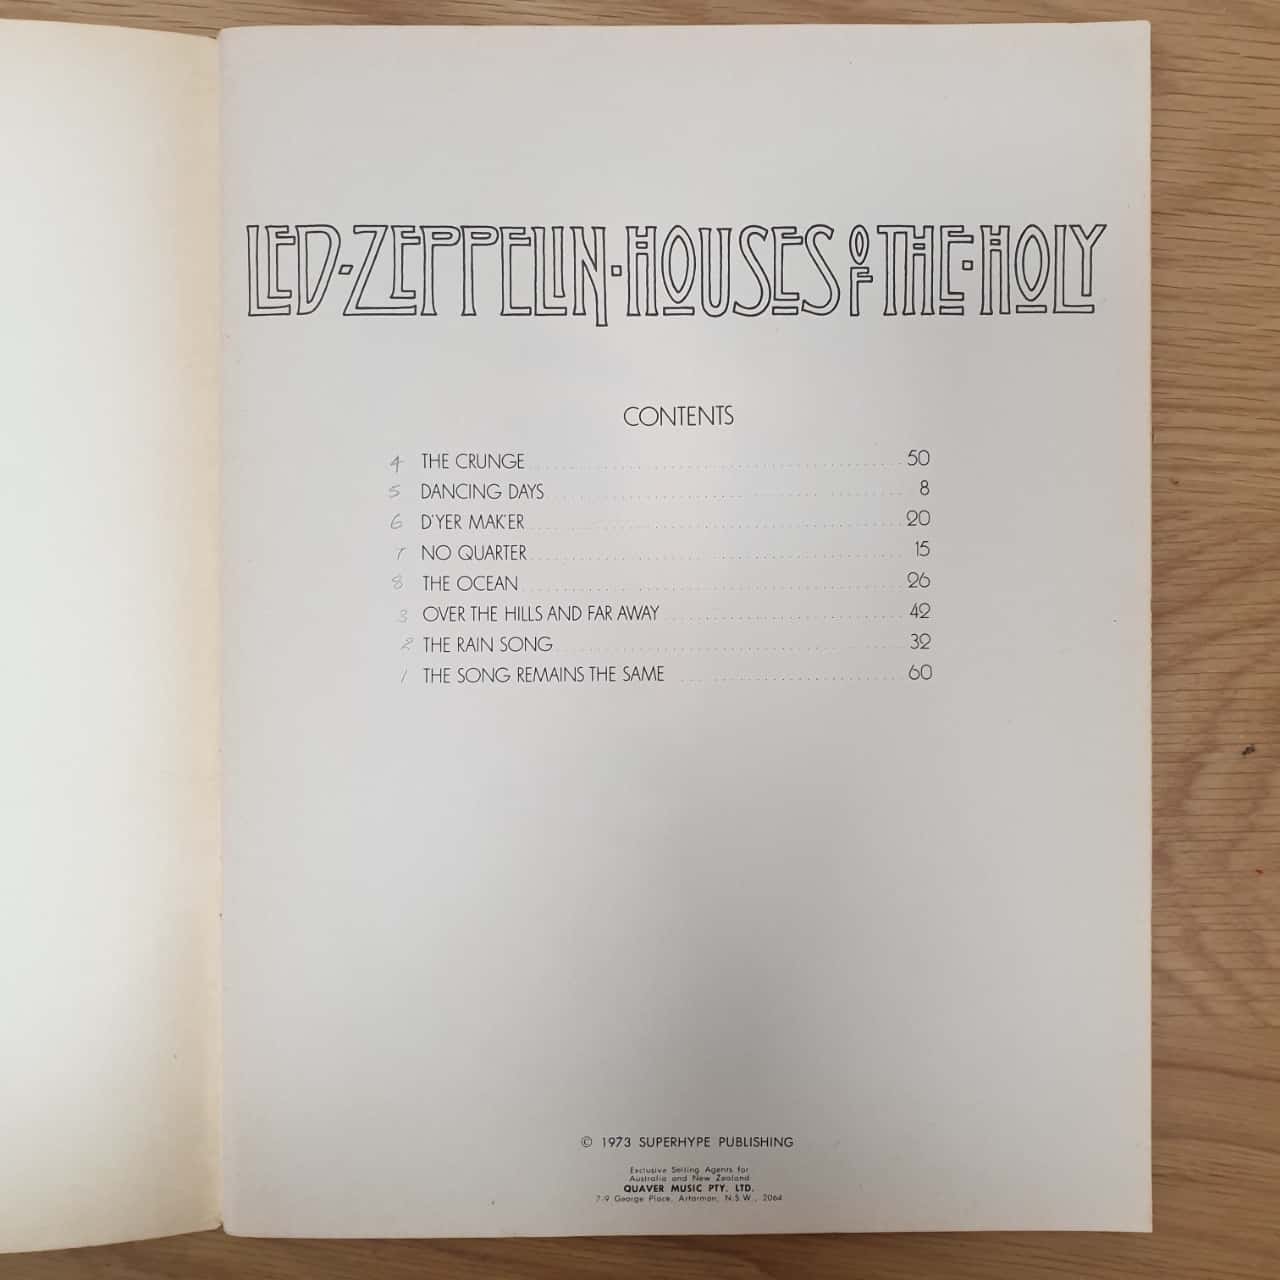 LED·ZEPPELIN·HOUSES OF THE·HOLY
CONTENTS
4 THE CRUNGE 50
5 DANCING DAYS 8
6 D'YER MAK'ER 20
7 NO QUARTER 15
8 THE OCEAN 26
3 OVER THE HILLS AND FAR AWAY 42
2 THE RAIN SONG 32
1 THE SONG REMAINS THE SAME 60
© 1973 SUPERHYPE PUBLISHING
Exclusive Selling Agents for
Australia and New Zealand
QUAVER MUSIC PTY. LTD.
7-9 George Place, Artarmon, N.S.W., 2064